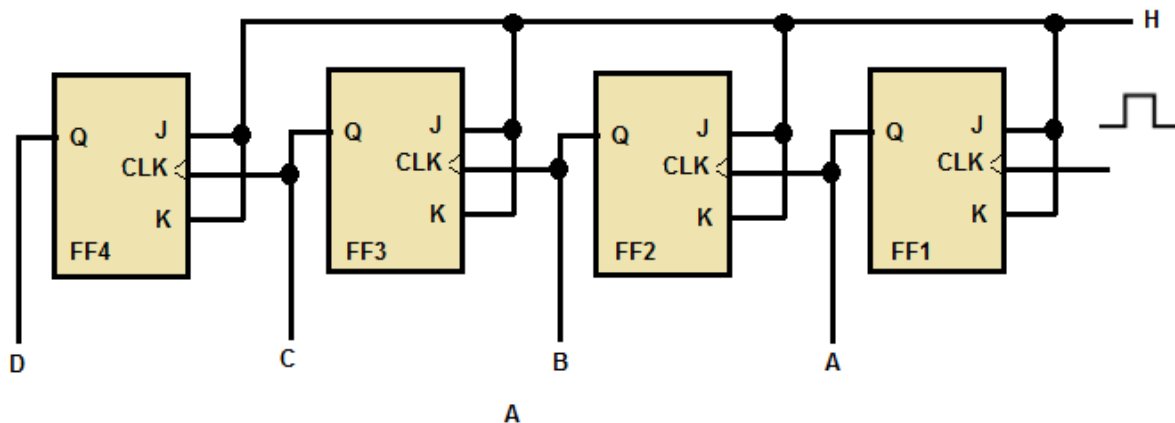 H
Q J CLK K FF4
Q J CLK K FF3
Q J CLK K FF2
Q J CLK K FF1
D C B A
A